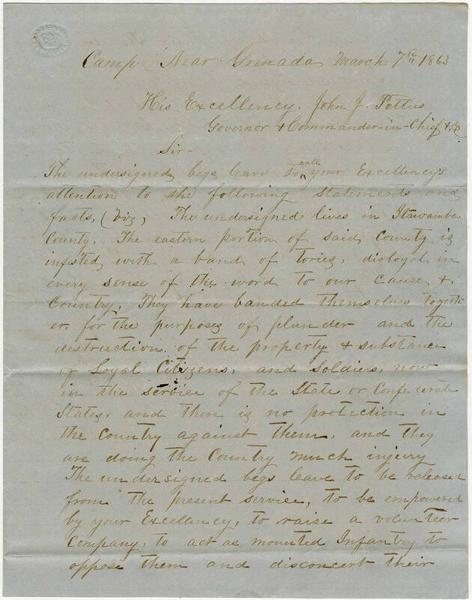 Camp Near Grenada March 7th 1863
His Excellency. John J. Pettus
Governor & Commander-in-Chief &c
Sir-
The undersigned begs leave to call your Excellencys
attention to the following statements and
facts, (viz, The undersigned lives in Itawamba
County. The eastern portion of said County is
infested with a band of tories, disloyal in
every sense of the word to our Cause &
Country. They have banded themselves togeth
er for the purposes of plunder and the
destruction of the property & substance
of Loyal Citizens, and Soldiers, now
in the service of the State or Confederate
States, and there is no protection in
the Country against them, and they
are doing the Country much injury
The undersigned begs leave to be released
from the present service, to be empowered
by your Excellency, to raise a volunteer
Company, to act as mounted Infantry to
oppose them and disconcert their